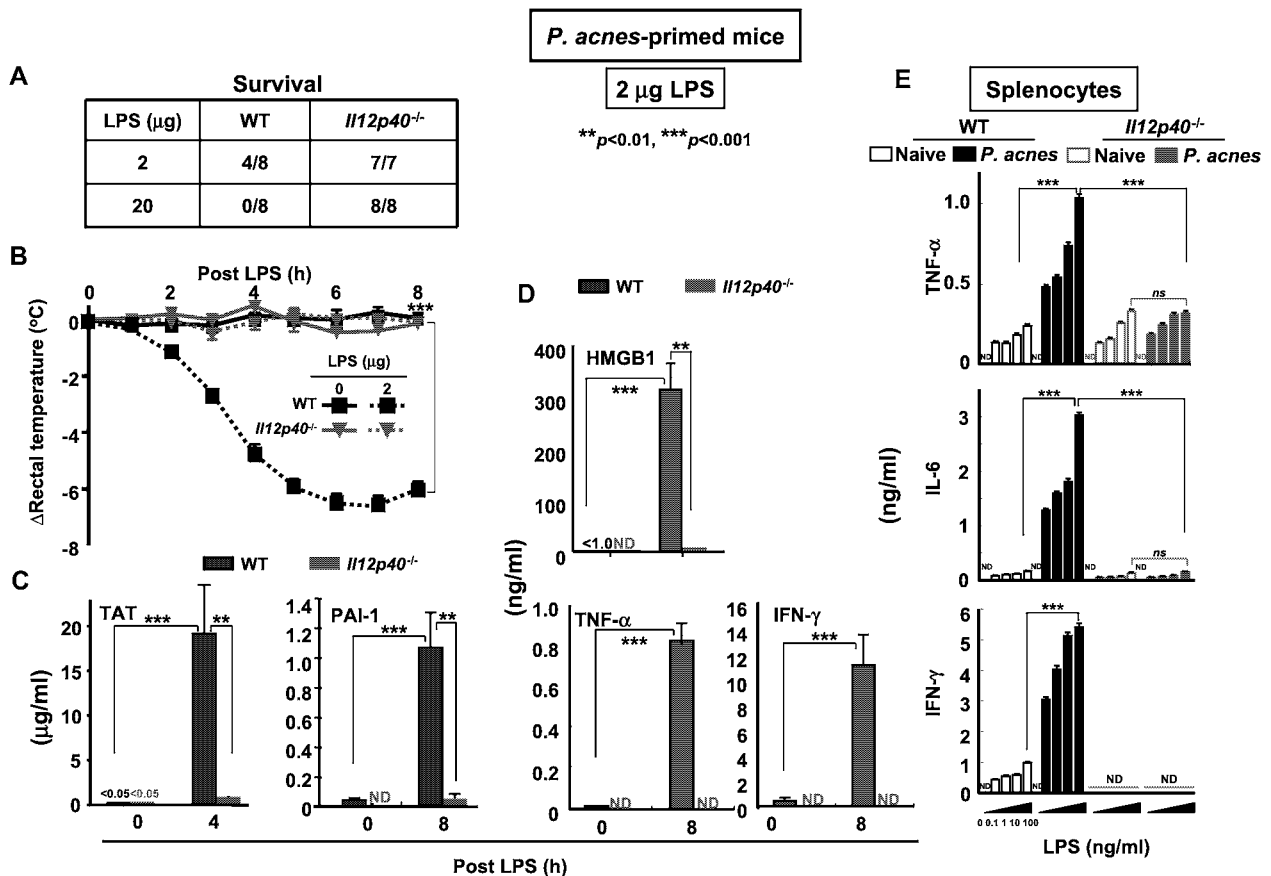 P. acnes-primed mice
2 μg LPS
**p<0.01, ***p<0.001
A
Survival
LPS (μg) WT Il12p40-/-
2 4/8 7/7
20 0/8 8/8
B
Post LPS (h)
0 2 4 6 8
***
0
-2
-4
-6
-8
ΔRectal temperature (°C)
LPS (μg)
0 2
WT
Il12p40-/-
C
WT Il12p40-/-
TAT
*** **
20
15
10
5
0
(μg/ml)
<0.05 <0.05
0 4
PAI-1
*** **
1.4
1.2
1.0
0.8
0.6
0.4
0.2
0
ND
0 8
D
WT Il12p40-/-
HMGB1
**
***
400
300
200
100
0
<1.0 ND
(ng/ml)
TNF-α
***
1.0
0.8
0.6
0.4
0.2
0
ND ND
0 8
IFN-γ
***
16
14
12
10
8
6
4
2
0
ND ND
0 8
Post LPS (h)
E
Splenocytes
WT Il12p40-/-
Naive P. acnes Naive P. acnes
*** ***
1.0
0.5
0
TNF-α
ns
ND ND ND ND
*** ***
3
2
1
0
IL-6
(ng/ml)
ns
ND ND ND ND
***
6
5
4
3
2
1
0
IFN-γ
ND ND ND ND
0 0.1 1 10 100
LPS (ng/ml)